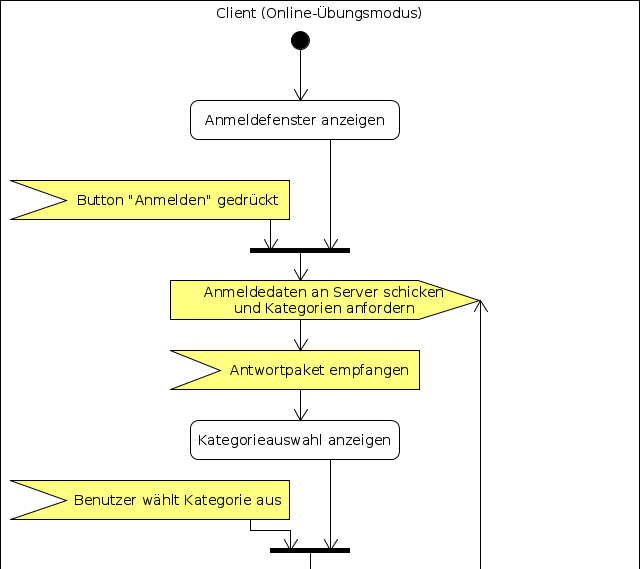 Client (Online-Übungsmodus)
Anmeldefenster anzeigen
Button "Anmelden" gedrückt
Anmeldedaten an Server schicken
und Kategorien anfordern
Antwortpaket empfangen
Kategorieauswahl anzeigen
Benutzer wählt Kategorie aus